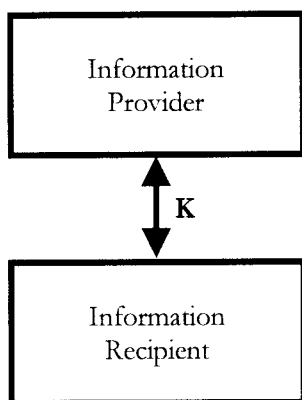 Information
Provider
K
Information
Recipient